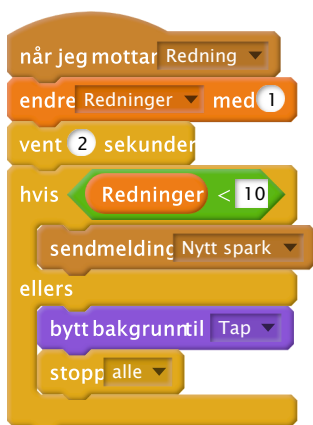 når jeg mottar Redning
endre Redninger med 1
vent 2 sekunder
hvis Redninger < 10
sendmelding Nytt spark
ellers
bytt bakgrunn til Tap
stopp alle